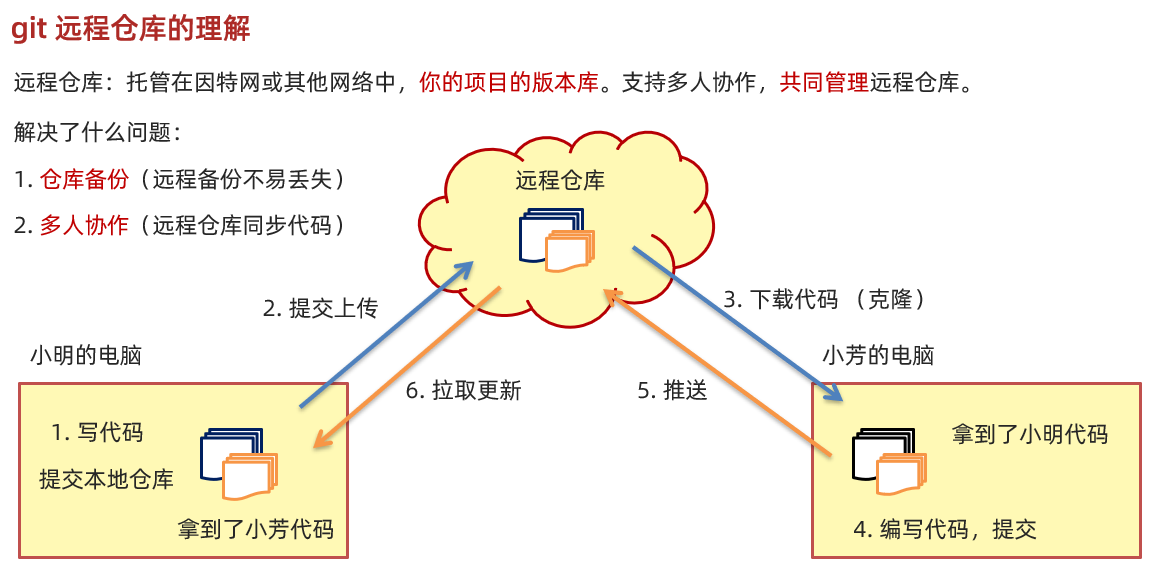 git 远程仓库的理解
远程仓库：托管在因特网或其他网络中，你的项目的版本库。支持多人协作，共同管理远程仓库。
解决了什么问题：
1. 仓库备份（远程备份不易丢失）
2. 多人协作（远程仓库同步代码）
远程仓库
2. 提交上传
3. 下载代码 （克隆）
小明的电脑
小芳的电脑
6. 拉取更新
5. 推送
1. 写代码
提交本地仓库
拿到了小芳代码
拿到了小明代码
4. 编写代码，提交